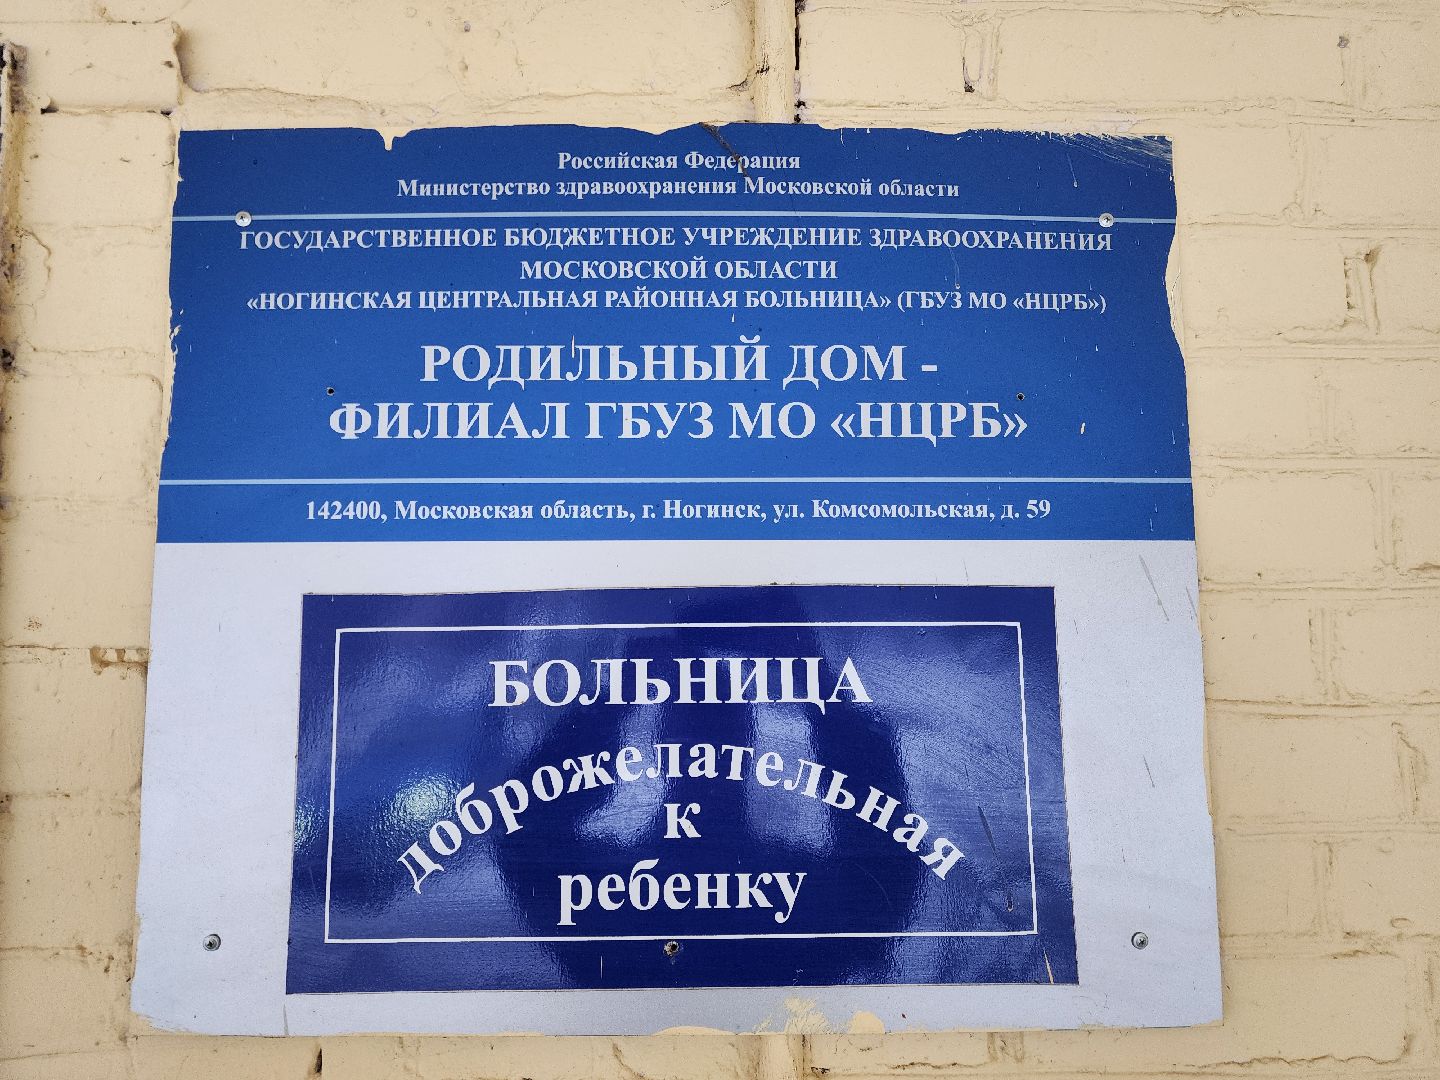 Российская Федерация
Министерство здравоохранения Московской области
ГОСУДАРСТВЕННОЕ БЮДЖЕТНОЕ УЧРЕЖДЕНИЕ ЗДРАВООХРАНЕНИЯ
МОСКОВСКОЙ ОБЛАСТИ
«НОГИНСКАЯ ЦЕНТРАЛЬНАЯ РАЙОННАЯ БОЛЬНИЦА» (ГБУЗ МО «НЦРБ»)
РОДИЛЬНЫЙ ДОМ -
ФИЛИАЛ ГБУЗ МО «НЦРБ»
142400, Московская область, г. Ногинск, ул. Комсомольская, д. 59
БОЛЬНИЦА
доброжелательная
к
ребенку